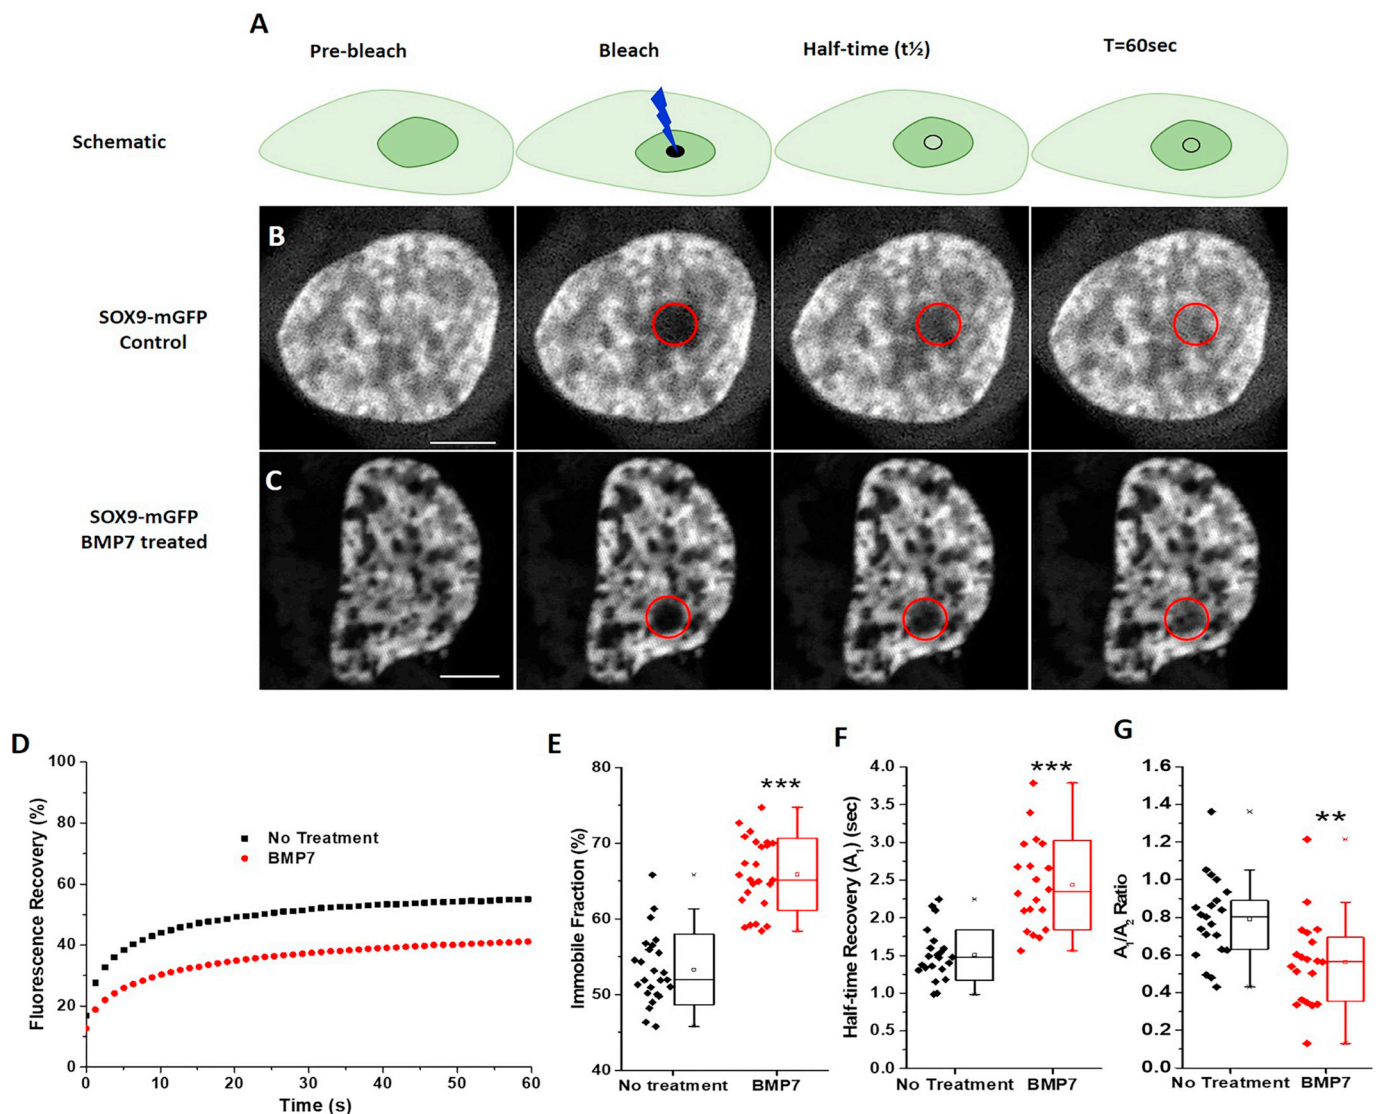 A
Pre-bleach
Bleach
Half-time (t½)
T=60sec
Schematic
B
SOX9-mGFP
Control
C
SOX9-mGFP
BMP7 treated
D
Fluorescence Recovery (%)
100
80
60
40
20
0
No Treatment
BMP7
0
10
20
30
40
50
60
Time (s)
E
Immobile Fraction (%)
80
70
60
50
40
***
No treatment
BMP7
F
Half-time Recovery (A₁) (sec)
4.0
3.5
3.0
2.5
2.0
1.5
1.0
0.5
0.0
***
No Treatment
BMP7
G
A₁/A₂ Ratio
1.6
1.4
1.2
1.0
0.8
0.6
0.4
0.2
0.0
**
No Treatment
BMP7